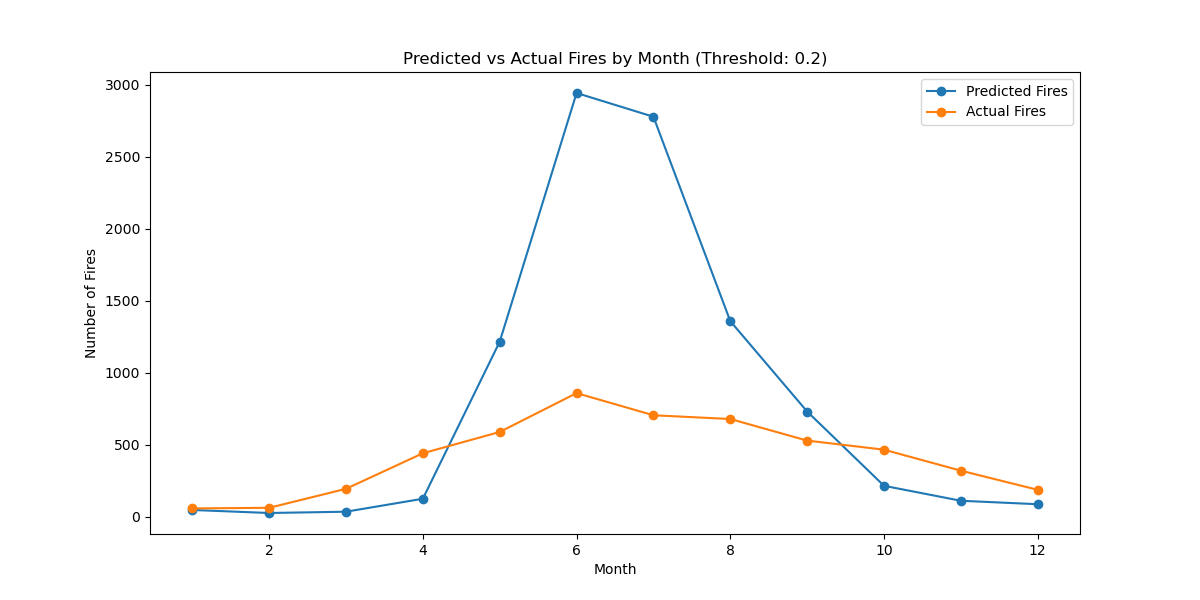 Predicted vs Actual Fires by Month (Threshold: 0.2)
Predicted Fires
Actual Fires
Number of Fires
3000
2500
2000
1500
1000
500
0
2 4 6 8 10 12
Month